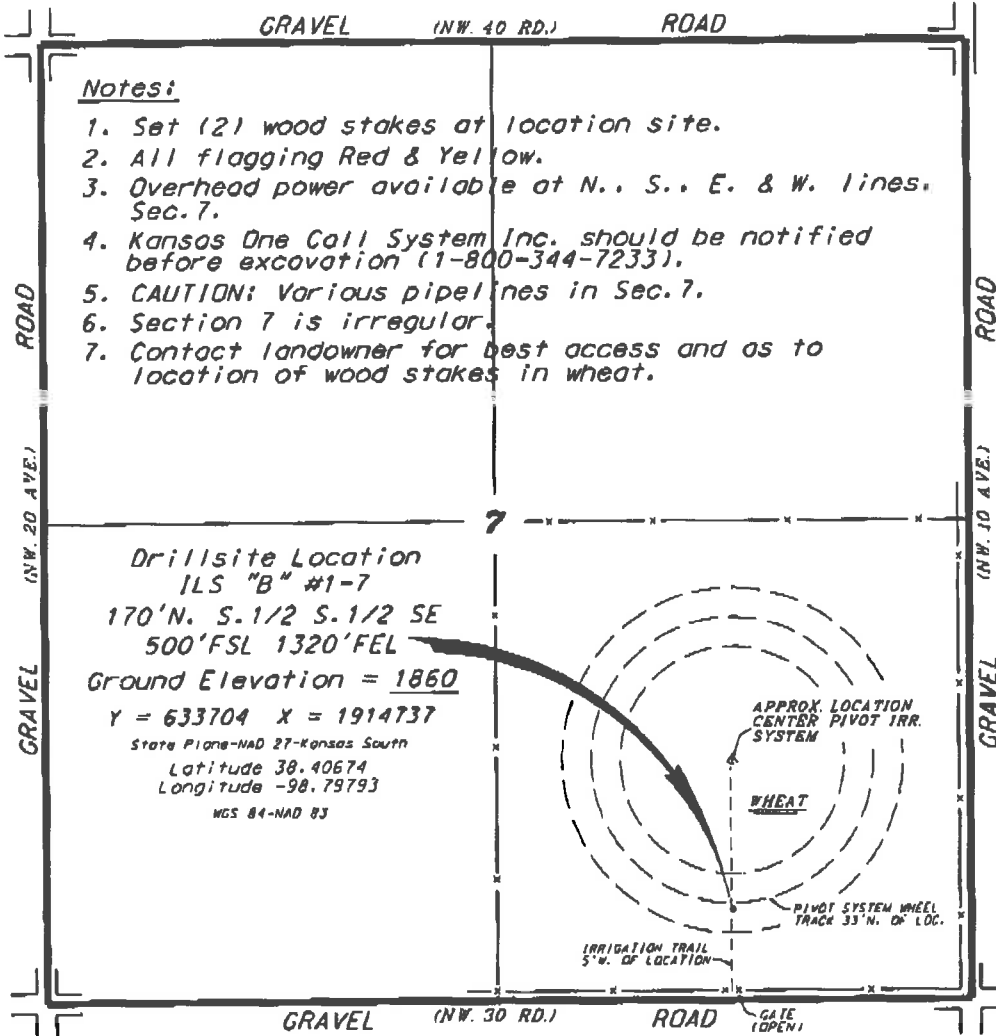 GRAVEL (NW. 40 RD.) ROAD
Notes:
1. Set (2) wood stakes at location site.
2. All flagging Red & Yellow.
3. Overhead power available at N., S., E. & W. lines,
Sec. 7.
4. Kansas One Call System Inc. should be notified
before excavation (1-800-344-7233).
5. CAUTION: Various pipelines in Sec. 7.
6. Section 7 is irregular.
7. Contact landowner for best access and as to
location of wood stakes in wheat.
ROAD
(NW. 20 AVE.)
GRAVEL
ROAD
(NW. 10 AVE.)
GRAVEL
7
Drillsite Location
ILS "B" #1-7
170'N. S.1/2 S.1/2 SE
500'FSL 1320'FEL
Ground Elevation = 1860
Y = 633704 X = 1914737
State Plane-NAD 27-Kansas South
Latitude 38.40674
Longitude -98.79793
WGS 84-NAD 83
APPROX. LOCATION
CENTER PIVOT IRR.
SYSTEM
WHEAT
PIVOT SYSTEM WHEEL
TRACK 33'N. OF LOC.
IRRIGATION TRAIL
5'W. OF LOCATION
GATE
(OPEN)
GRAVEL (NW. 30 RD.) ROAD